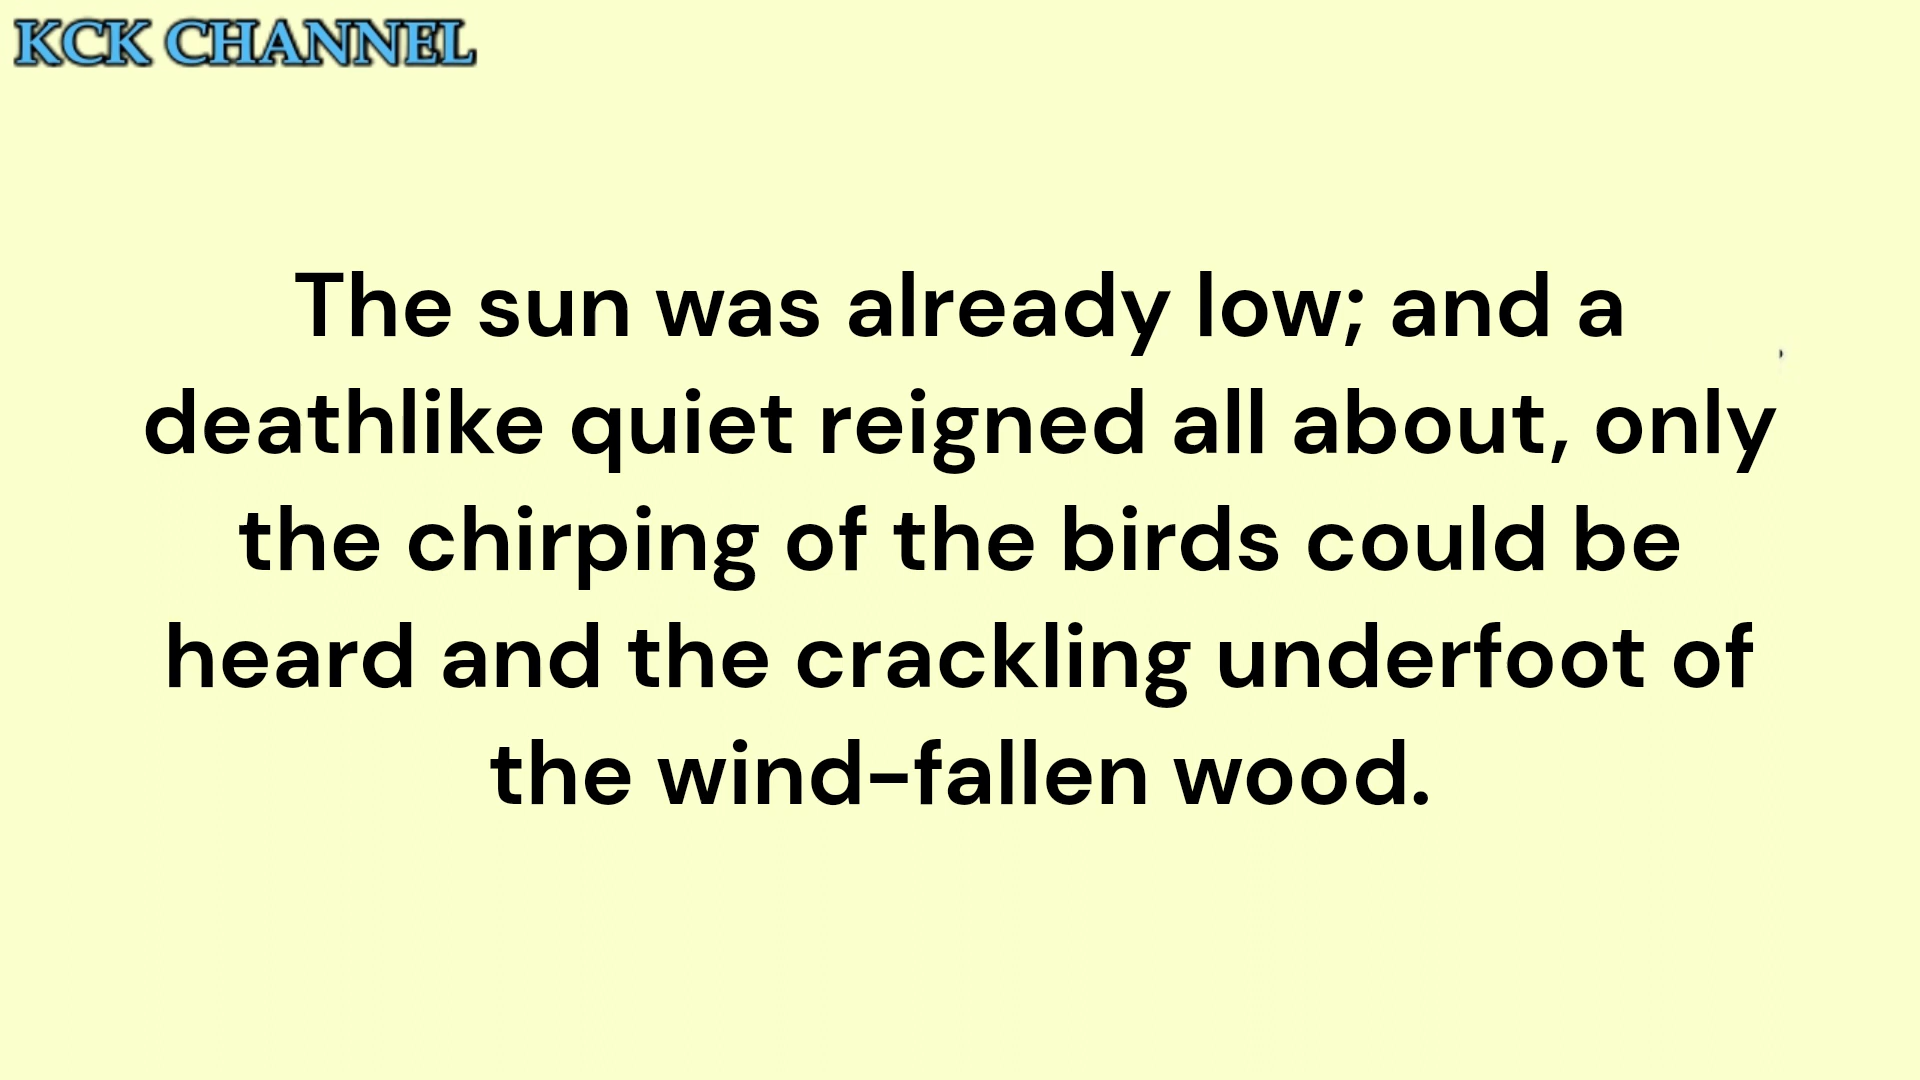 KCK CHANNEL
The sun was already low; and a
deathlike quiet reigned all about, only
the chirping of the birds could be
heard and the crackling underfoot of
the wind-fallen wood.